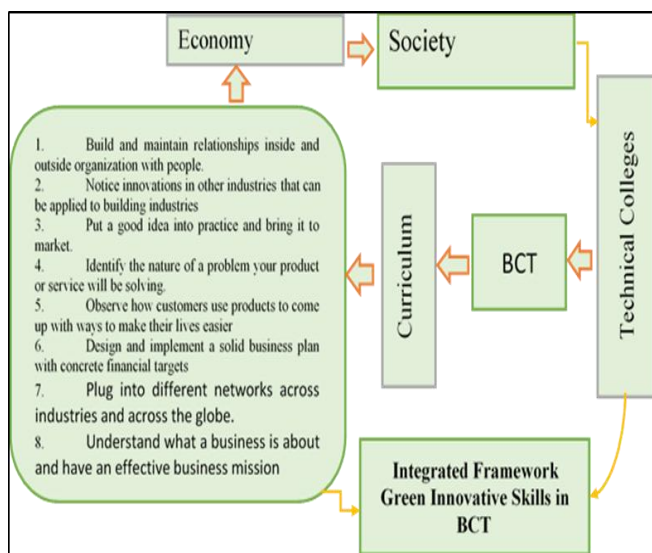 Economy
Society
1. Build and maintain relationships inside and
outside organization with people.
2. Notice innovations in other industries that can
be applied to building industries
3. Put a good idea into practice and bring it to
market.
4. Identify the nature of a problem your product
or service will be solving.
5. Observe how customers use products to come
up with ways to make their lives easier
6. Design and implement a solid business plan
with concrete financial targets
7. Plug into different networks across
industries and across the globe.
8. Understand what a business is about
and have an effective business mission
Curriculum
BCT
Technical Colleges
Integrated Framework
Green Innovative Skills in
BCT